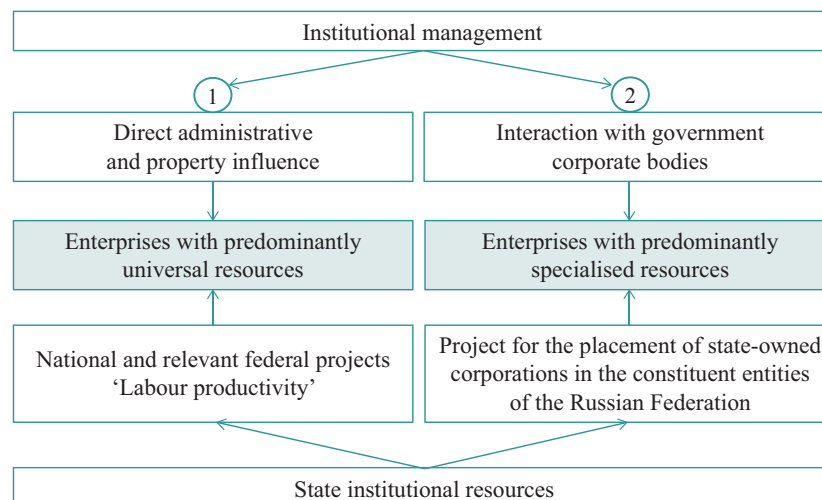 Institutional management
1
2
Direct administrative
and property influence
Interaction with government
corporate bodies
Enterprises with predominantly
universal resources
Enterprises with predominantly
specialised resources
National and relevant federal projects
‘Labour productivity’
Project for the placement of state-owned
corporations in the constituent entities
of the Russian Federation
State institutional resources